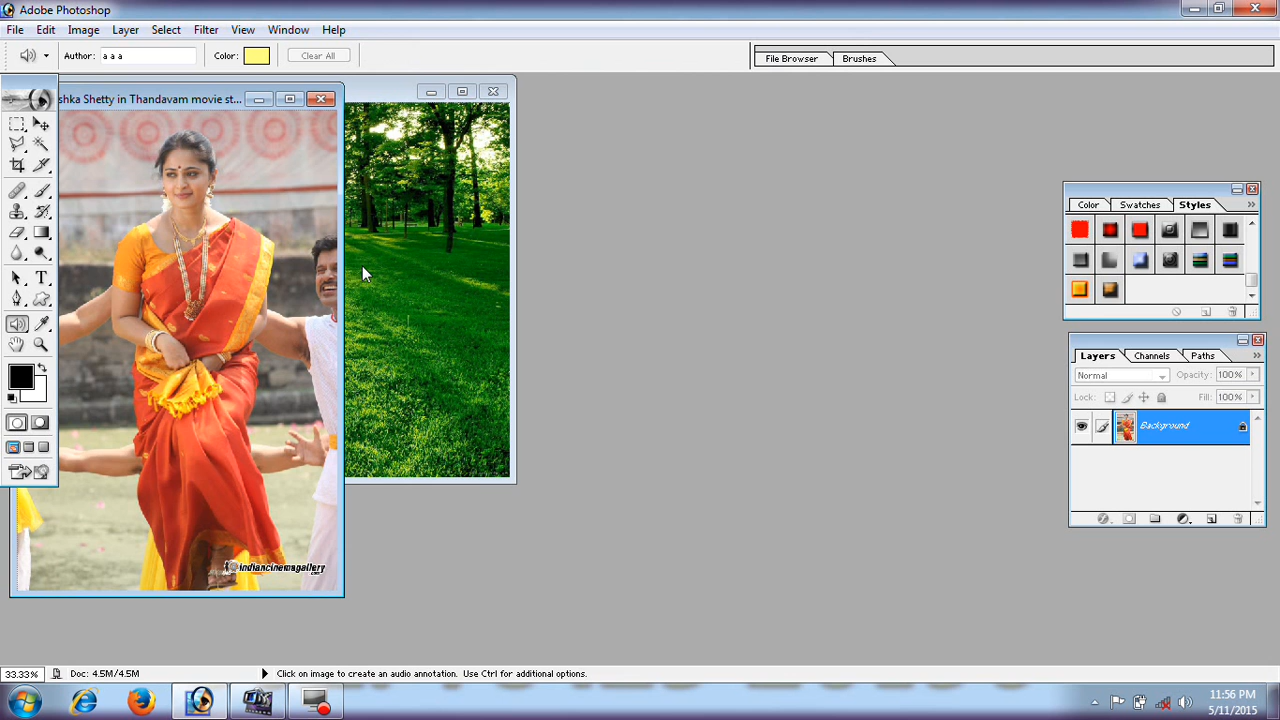 Adobe Photoshop
File Edit Image Layer Select Filter View Window Help
Author: a a a Color: Clear All File Browser Brushes
shka Shetty in Thandavam movie st...
Color Swatches Styles
Layers Channels Paths
Normal Opacity: 100%
Lock: Fill: 100%
Background
indiancinemagallery
33.33% Doc: 4.5M/4.5M Click on image to create an audio annotation. Use Ctrl for additional options.
11:56 PM
5/11/2015